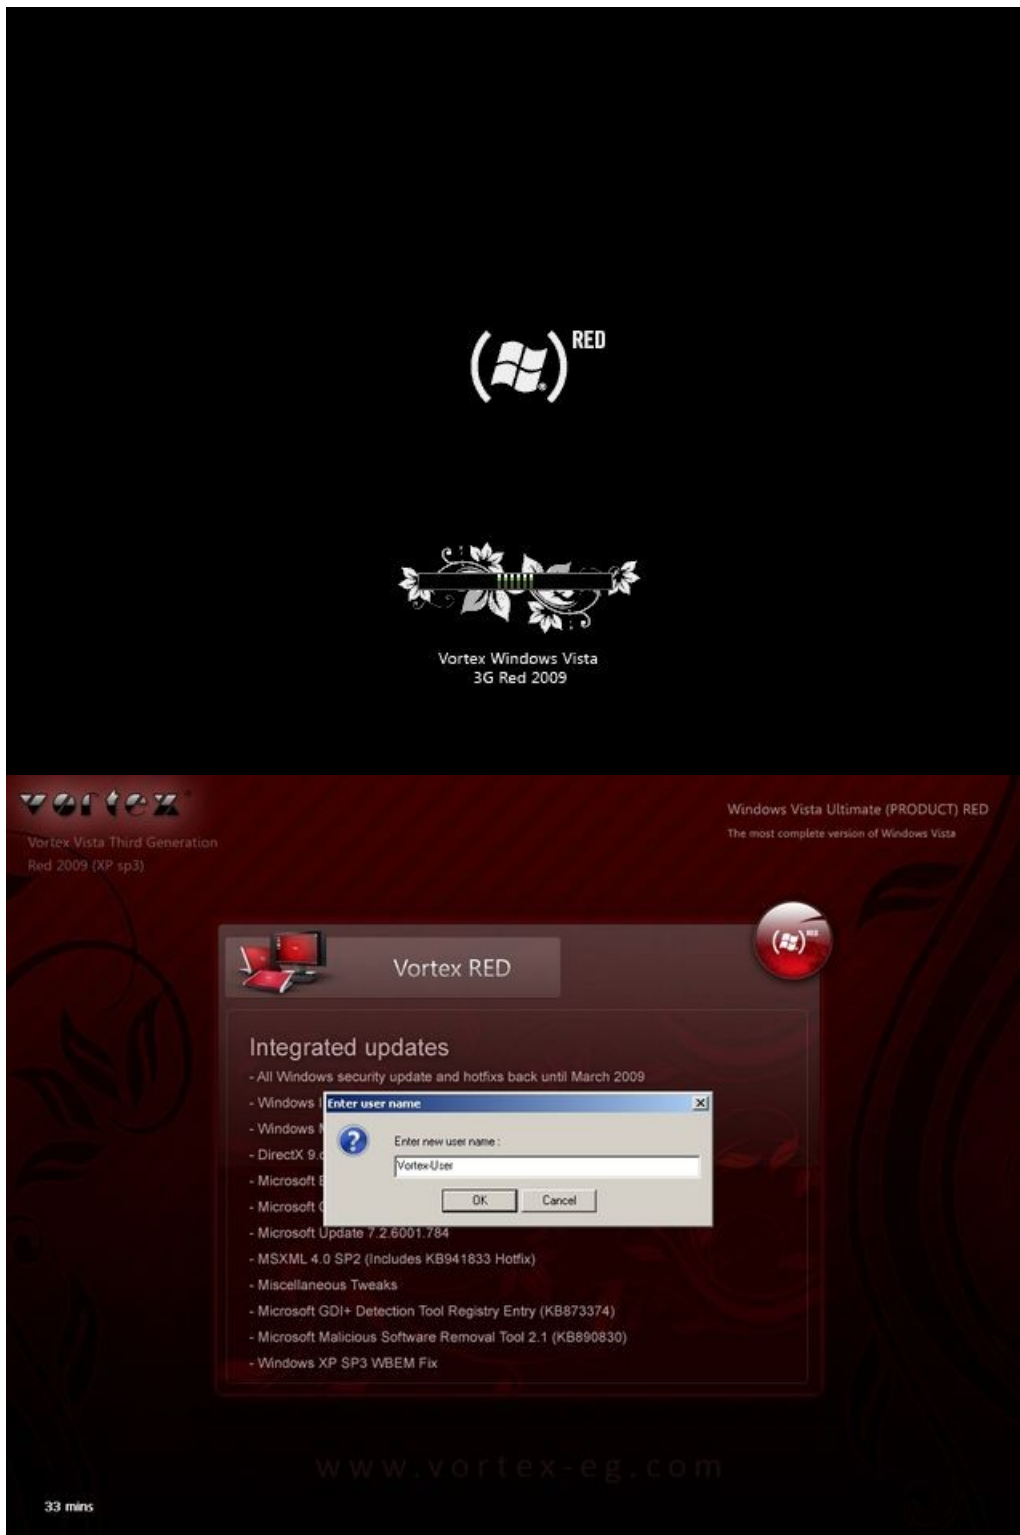 RED
Vortex Windows Vista
3G Red 2009
vortex
Vortex Vista Third Generation
Red 2009 (XP sp3)
Windows Vista Ultimate (PRODUCT) RED
The most complete version of Windows Vista
RED
Vortex RED
Integrated updates
- All Windows security update and hotfixs back until March 2009
- Windows
- Windows
- DirectX 9.
- Microsoft
- Microsoft
Enter user name
Enter new user name :
Vortex-User
OK
Cancel
- Microsoft Update 7.2.6001.784
- MSXML 4.0 SP2 (Includes KB941833 Hotfix)
- Miscellaneous Tweaks
- Microsoft GDI+ Detection Tool Registry Entry (KB873374)
- Microsoft Malicious Software Removal Tool 2.1 (KB890830)
- Windows XP SP3 WBEM Fix
www.vortex-eg.com
33 mins